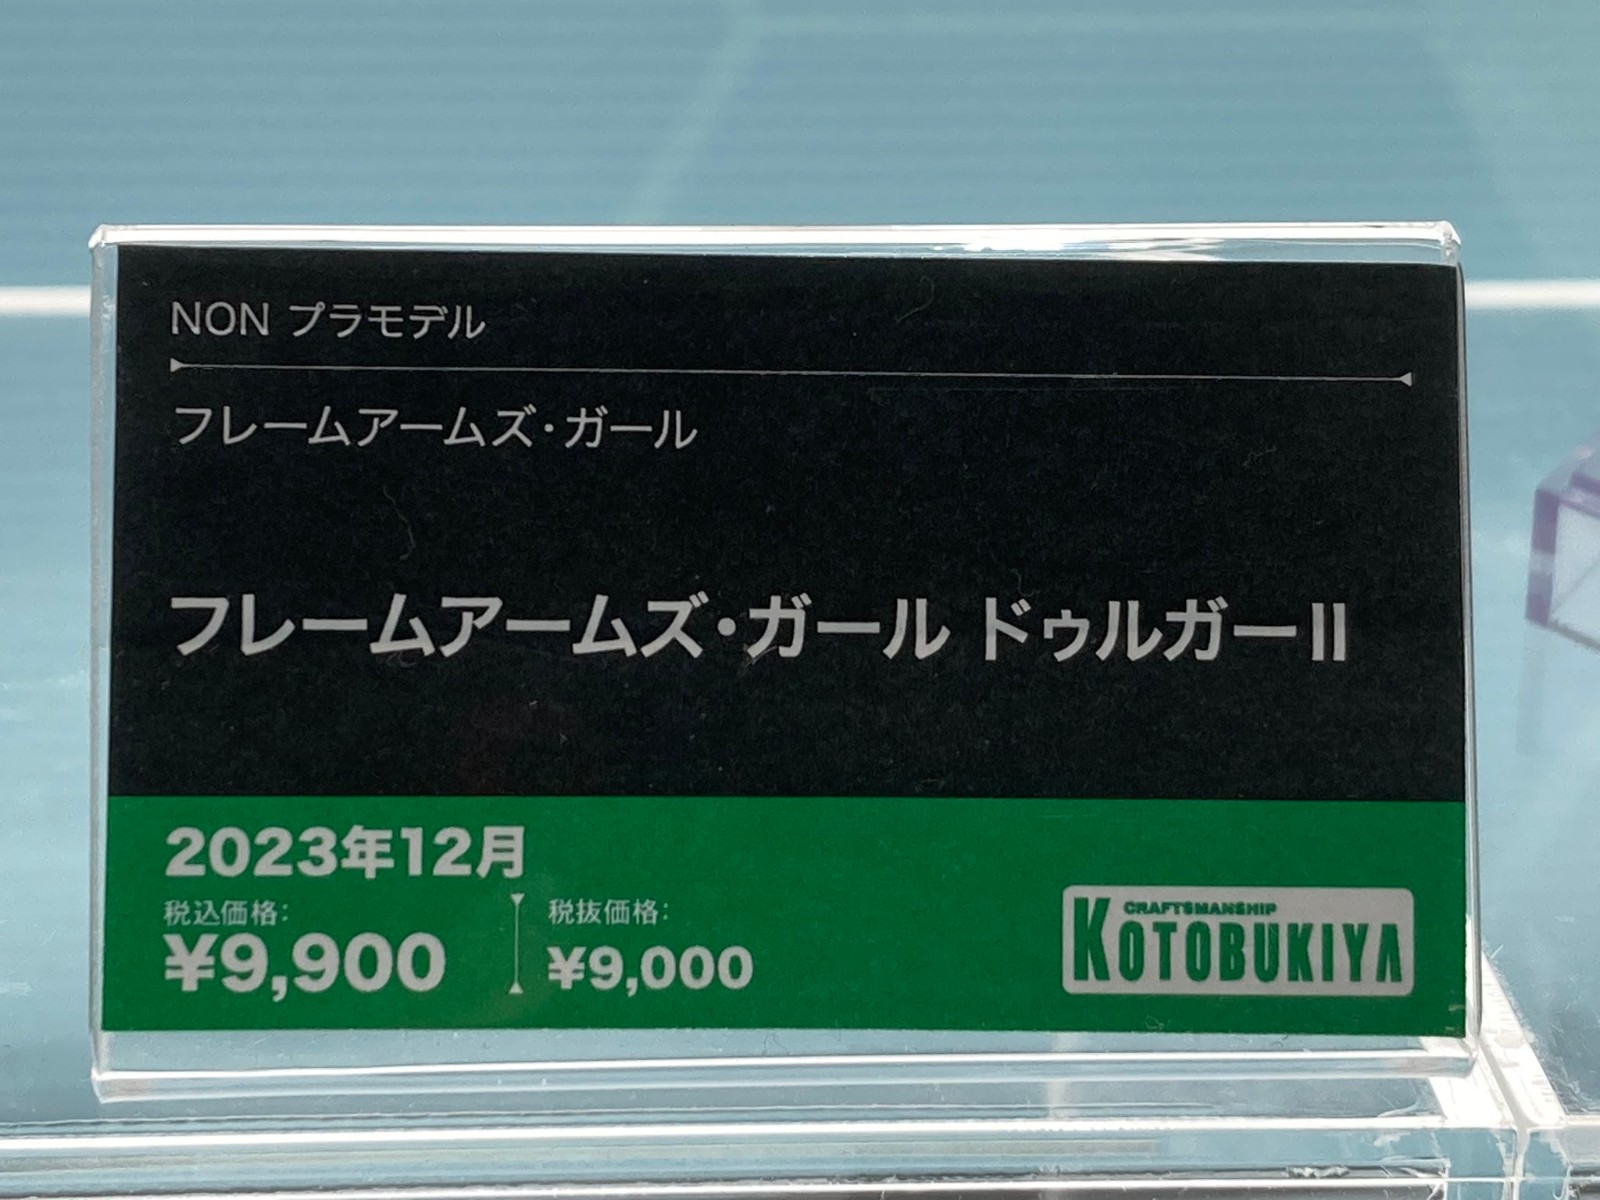 NON プラモデル
フレームアームズ・ガール
フレームアームズ・ガール ドゥルガーII
2023年12月
税込価格: 税抜価格:
¥9,900 ¥9,000
CRAFTSMANSHIP
KOTOBUKIYA